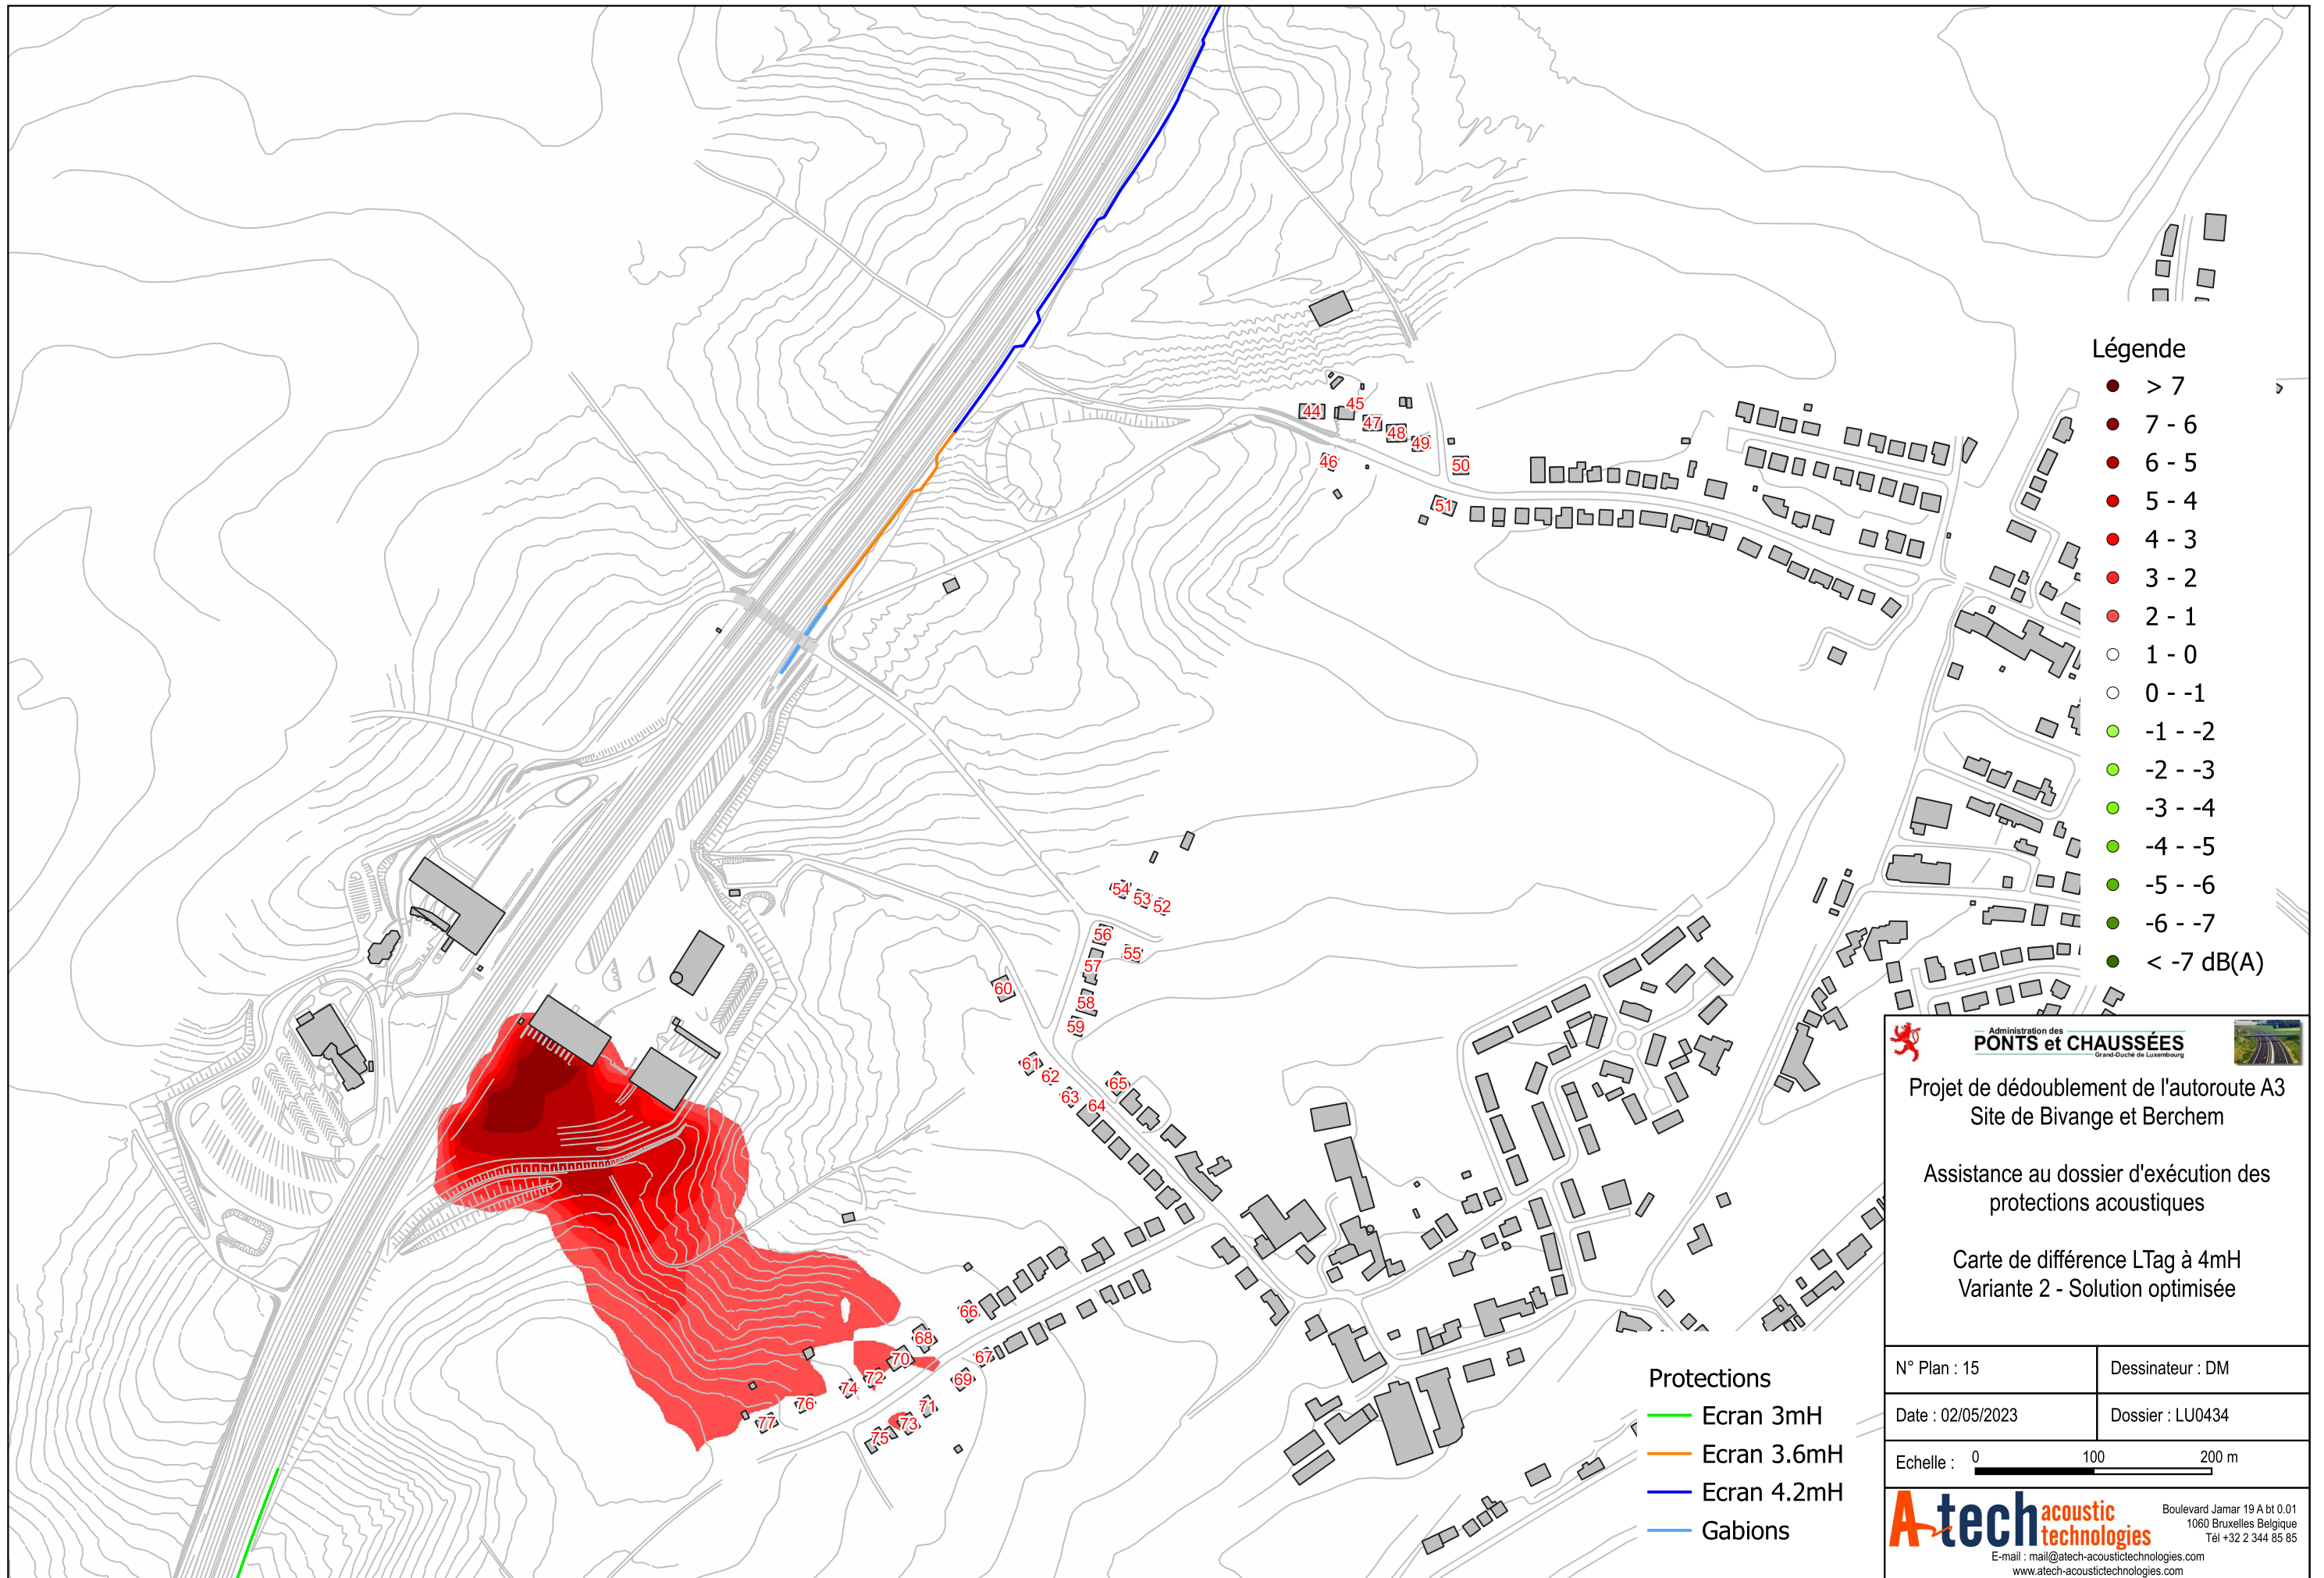 44
45
47
48
49
46
50
51
54
53
52
56
55
57
60
58
59
61
62
65
63
64
66
68
67
70
69
72
74
76
71
77
73
75
Légende
> 7
7 - 6
6 - 5
5 - 4
4 - 3
3 - 2
2 - 1
1 - 0
0 - -1
-1 - -2
-2 - -3
-3 - -4
-4 - -5
-5 - -6
-6 - -7
< -7 dB(A)
Protections
Ecran 3mH
Ecran 3.6mH
Ecran 4.2mH
Gabions
Administration des
PONTS et CHAUSSÉES
Grand-Duché de Luxembourg
Projet de dédoublement de l'autoroute A3
Site de Bivange et Berchem
Assistance au dossier d'exécution des
protections acoustiques
Carte de différence LTag à 4mH
Variante 2 - Solution optimisée
N° Plan : 15
Dessinateur : DM
Date : 02/05/2023
Dossier : LU0434
Echelle : 0 100 200 m
A-tech acoustic technologies
Boulevard Jamar 19 A bt 0.01
1060 Bruxelles Belgique
Tél +32 2 344 85 85
E-mail : mail@atech-acoustictechnologies.com
www.atech-acoustictechnologies.com